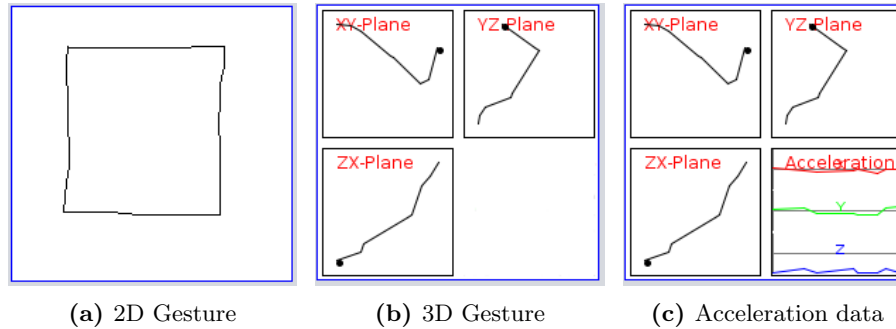 XY-Plane
YZ Plane
ZX-Plane
(a) 2D Gesture
XY-Plane
YZ Plane
ZX-Plane
Acceleration
X
Y
Z
(b) 3D Gesture
(c) Acceleration data